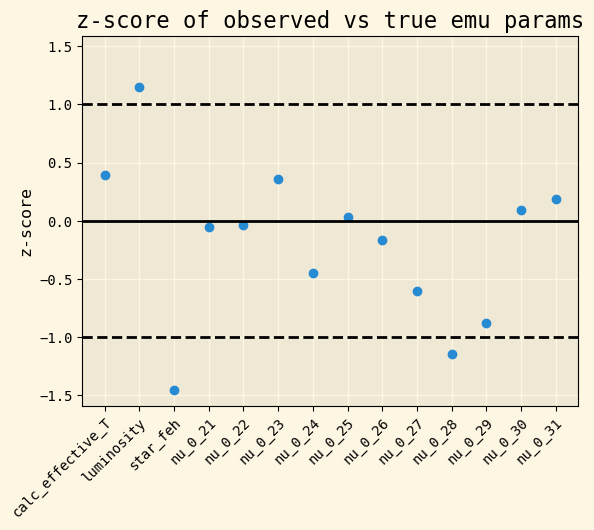 z-score of observed vs true emu params
1.5
1.0
0.5
0.0
−0.5
−1.0
−1.5
z-score
calc_effective_T
luminosity
star_feh
nu_0_21
nu_0_22
nu_0_23
nu_0_24
nu_0_25
nu_0_26
nu_0_27
nu_0_28
nu_0_29
nu_0_30
nu_0_31